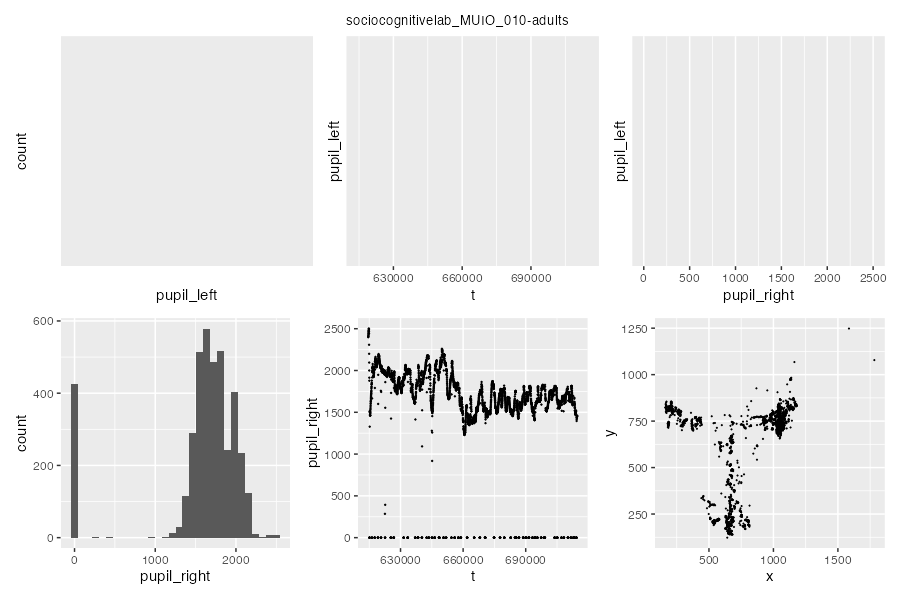 sociocognitivelab_MUIO_010-adults
count
pupil_left
pupil_left
630000 660000 690000
t
pupil_left
0 500 1000 1500 2000 2500
pupil_right
600
400
200
0
count
0 1000 2000
pupil_right
2500
2000
1500
1000
500
0
pupil_right
630000 660000 690000
t
1250
1000
750
500
250
y
500 1000 1500
x